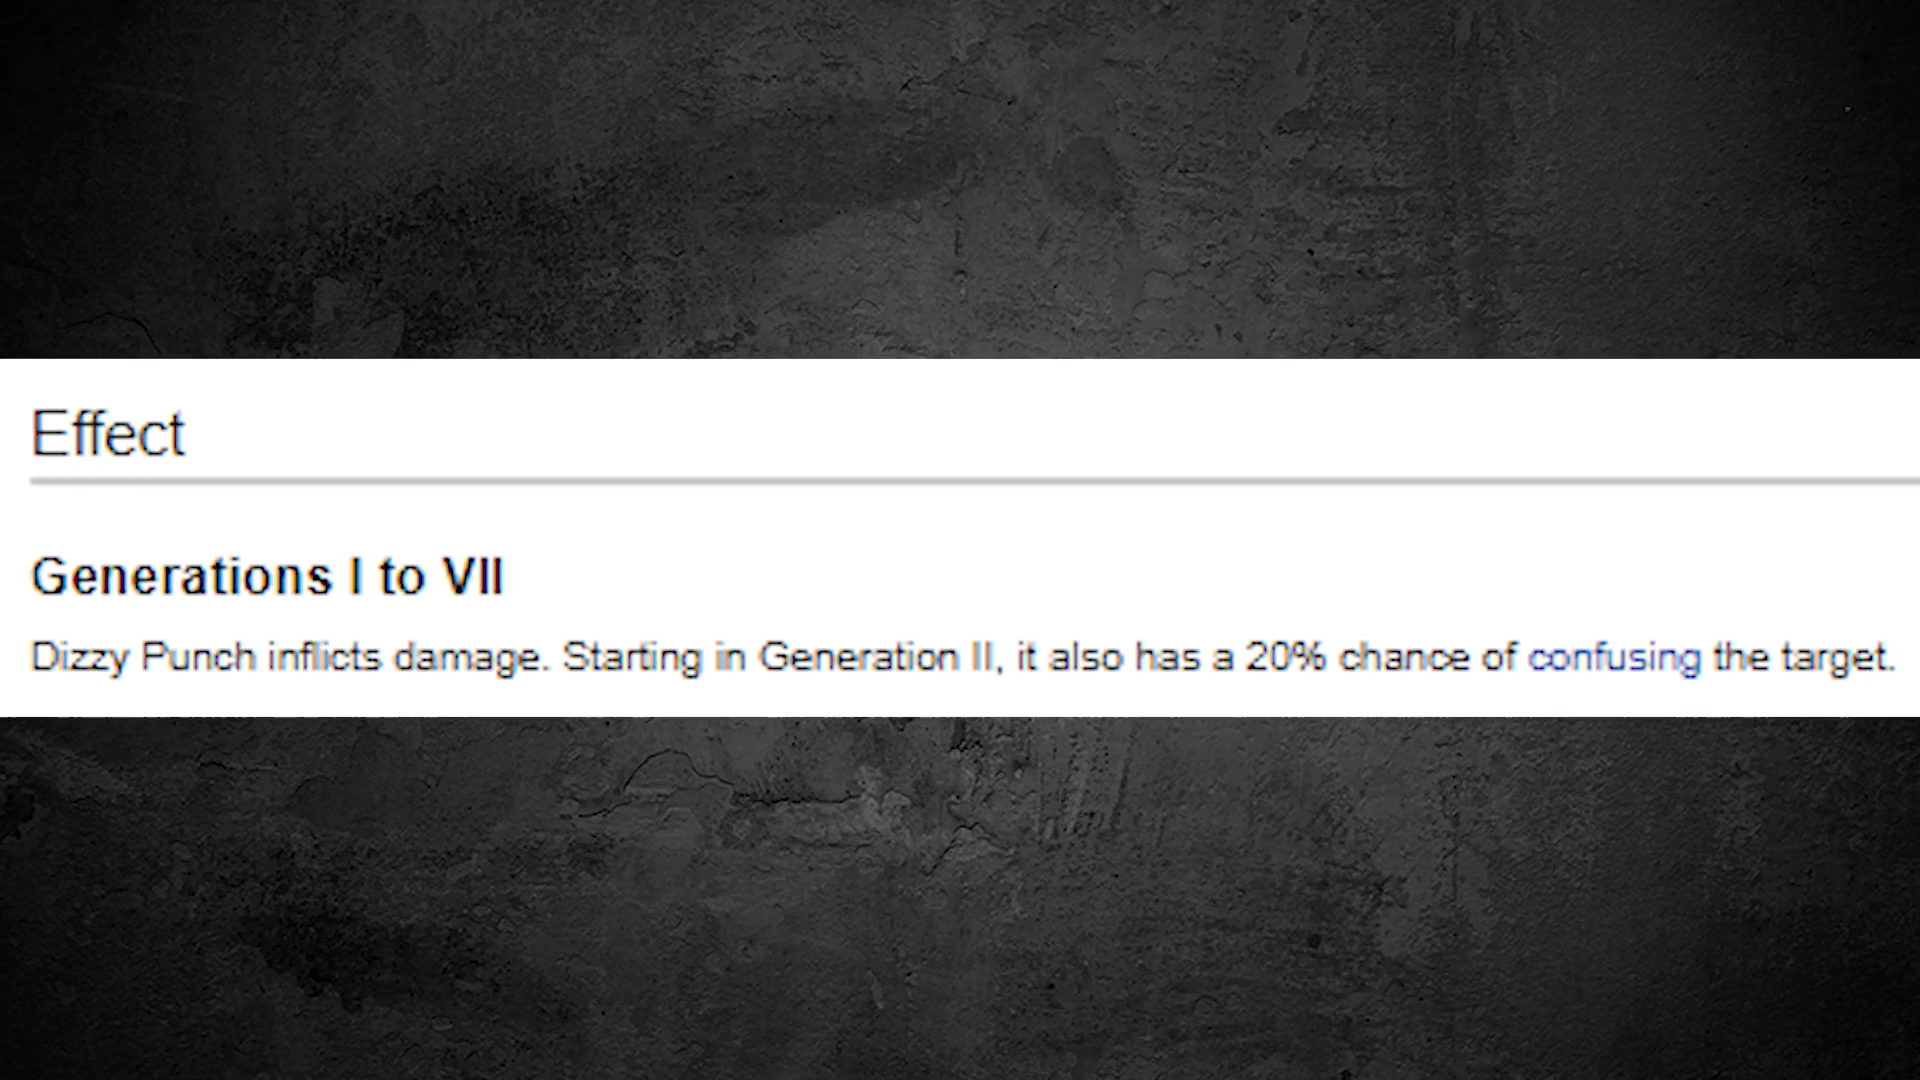 Effect
Generations I to VII
Dizzy Punch inflicts damage. Starting in Generation II, it also has a 20% chance of confusing the target.